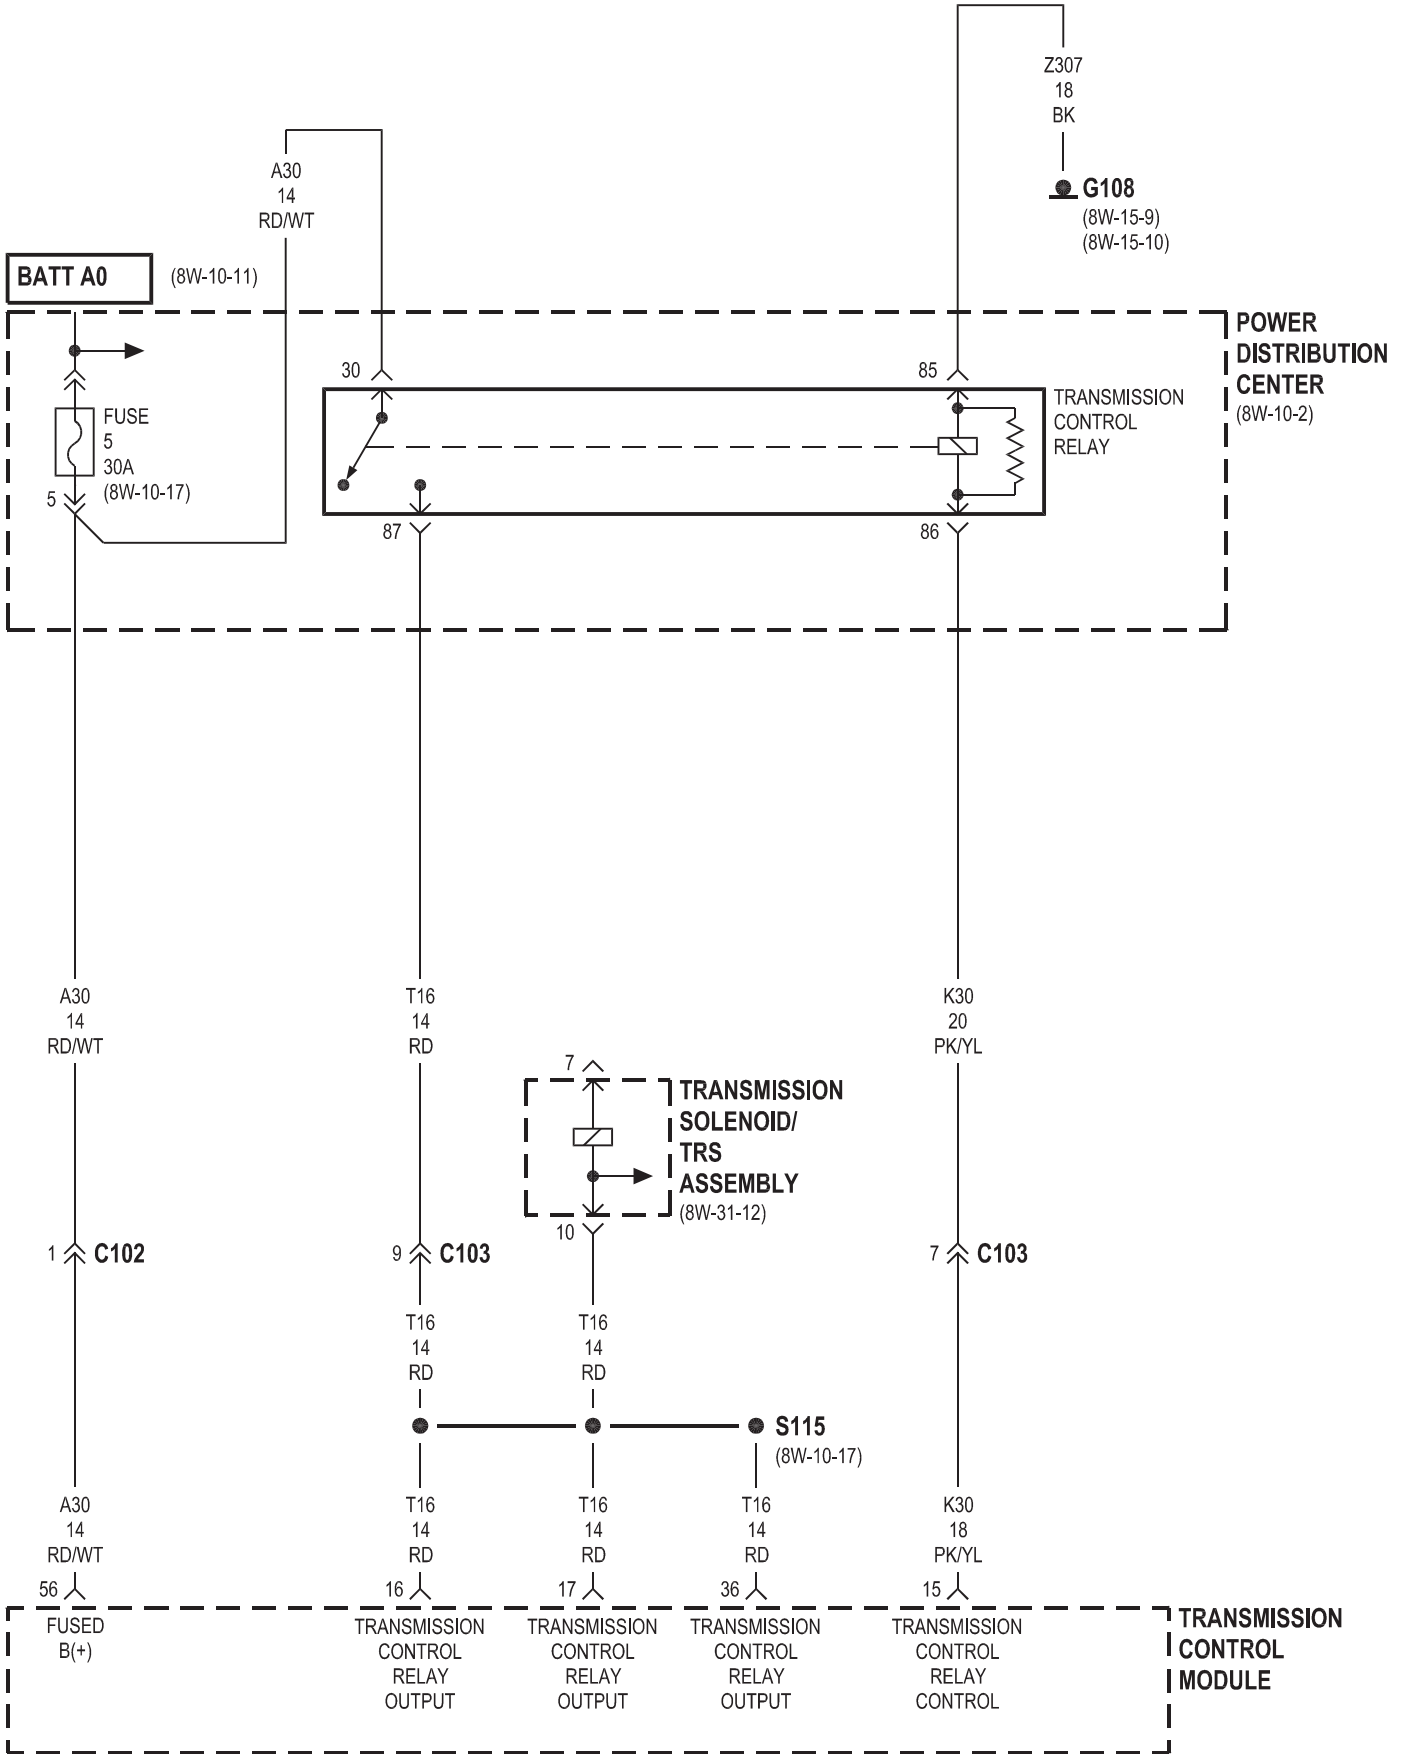 Z307
18
BK
G108
(8W-15-9)
(8W-15-10)
A30
14
RD/WT
BATT A0
(8W-10-11)
POWER
DISTRIBUTION
CENTER
(8W-10-2)
30
85
FUSE
5
30A
(8W-10-17)
5
TRANSMISSION
CONTROL
RELAY
87
86
A30
14
RD/WT
T16
14
RD
K30
20
PK/YL
7
TRANSMISSION
SOLENOID/
TRS
ASSEMBLY
(8W-31-12)
10
1
C102
9
C103
7
C103
T16
14
RD
T16
14
RD
S115
(8W-10-17)
A30
14
RD/WT
T16
14
RD
T16
14
RD
T16
14
RD
K30
18
PK/YL
56
16
17
36
15
FUSED
B(+)
TRANSMISSION
CONTROL
RELAY
OUTPUT
TRANSMISSION
CONTROL
RELAY
OUTPUT
TRANSMISSION
CONTROL
RELAY
OUTPUT
TRANSMISSION
CONTROL
RELAY
CONTROL
TRANSMISSION
CONTROL
MODULE